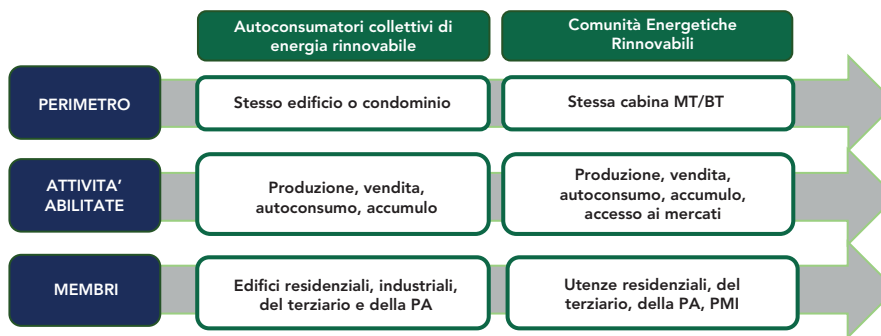 Autoconsumatori collettivi di
energia rinnovabile
Comunità Energetiche
Rinnovabili
PERIMETRO
Stesso edificio o condominio
Stessa cabina MT/BT
ATTIVITA'
ABILITATE
Produzione, vendita,
autoconsumo, accumulo
Produzione, vendita,
autoconsumo, accumulo,
accesso ai mercati
MEMBRI
Edifici residenziali, industriali,
del terziario e della PA
Utenze residenziali, del
terziario, della PA, PMI